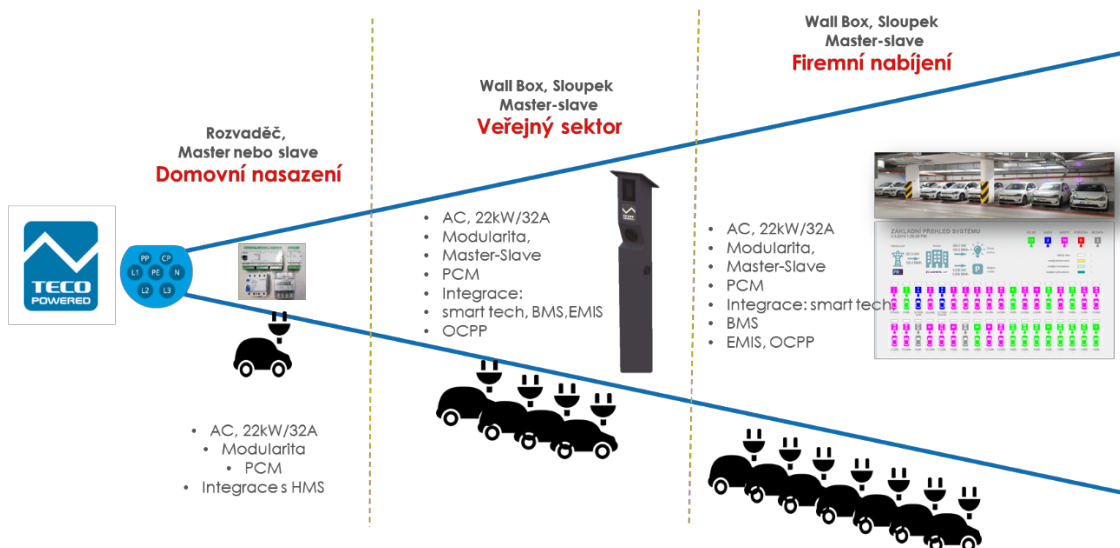 Wall Box, Sloupek
Master-slave
Firemní nabíjení
Wall Box, Sloupek
Master-slave
Veřejný sektor
Rozvaděč,
Master nebo slave
Domovní nasazení
TECO
POWERED
PP CP
L1 PE N
L2 L3
• AC, 22kW/32A
• Modularita
• PCM
• Integrace s HMS
• AC, 22kW/32A
• Modularita,
• Master-Slave
• PCM
• Integrace:
• smart tech, BMS,EMIS
• OCPP
• AC, 22kW/32A
• Modularita,
• Master-Slave
• PCM
• Integrace: smart tech
• BMS
• EMIS, OCPP
ZÁKLADNÍ PŘEHLED SYSTÉMU